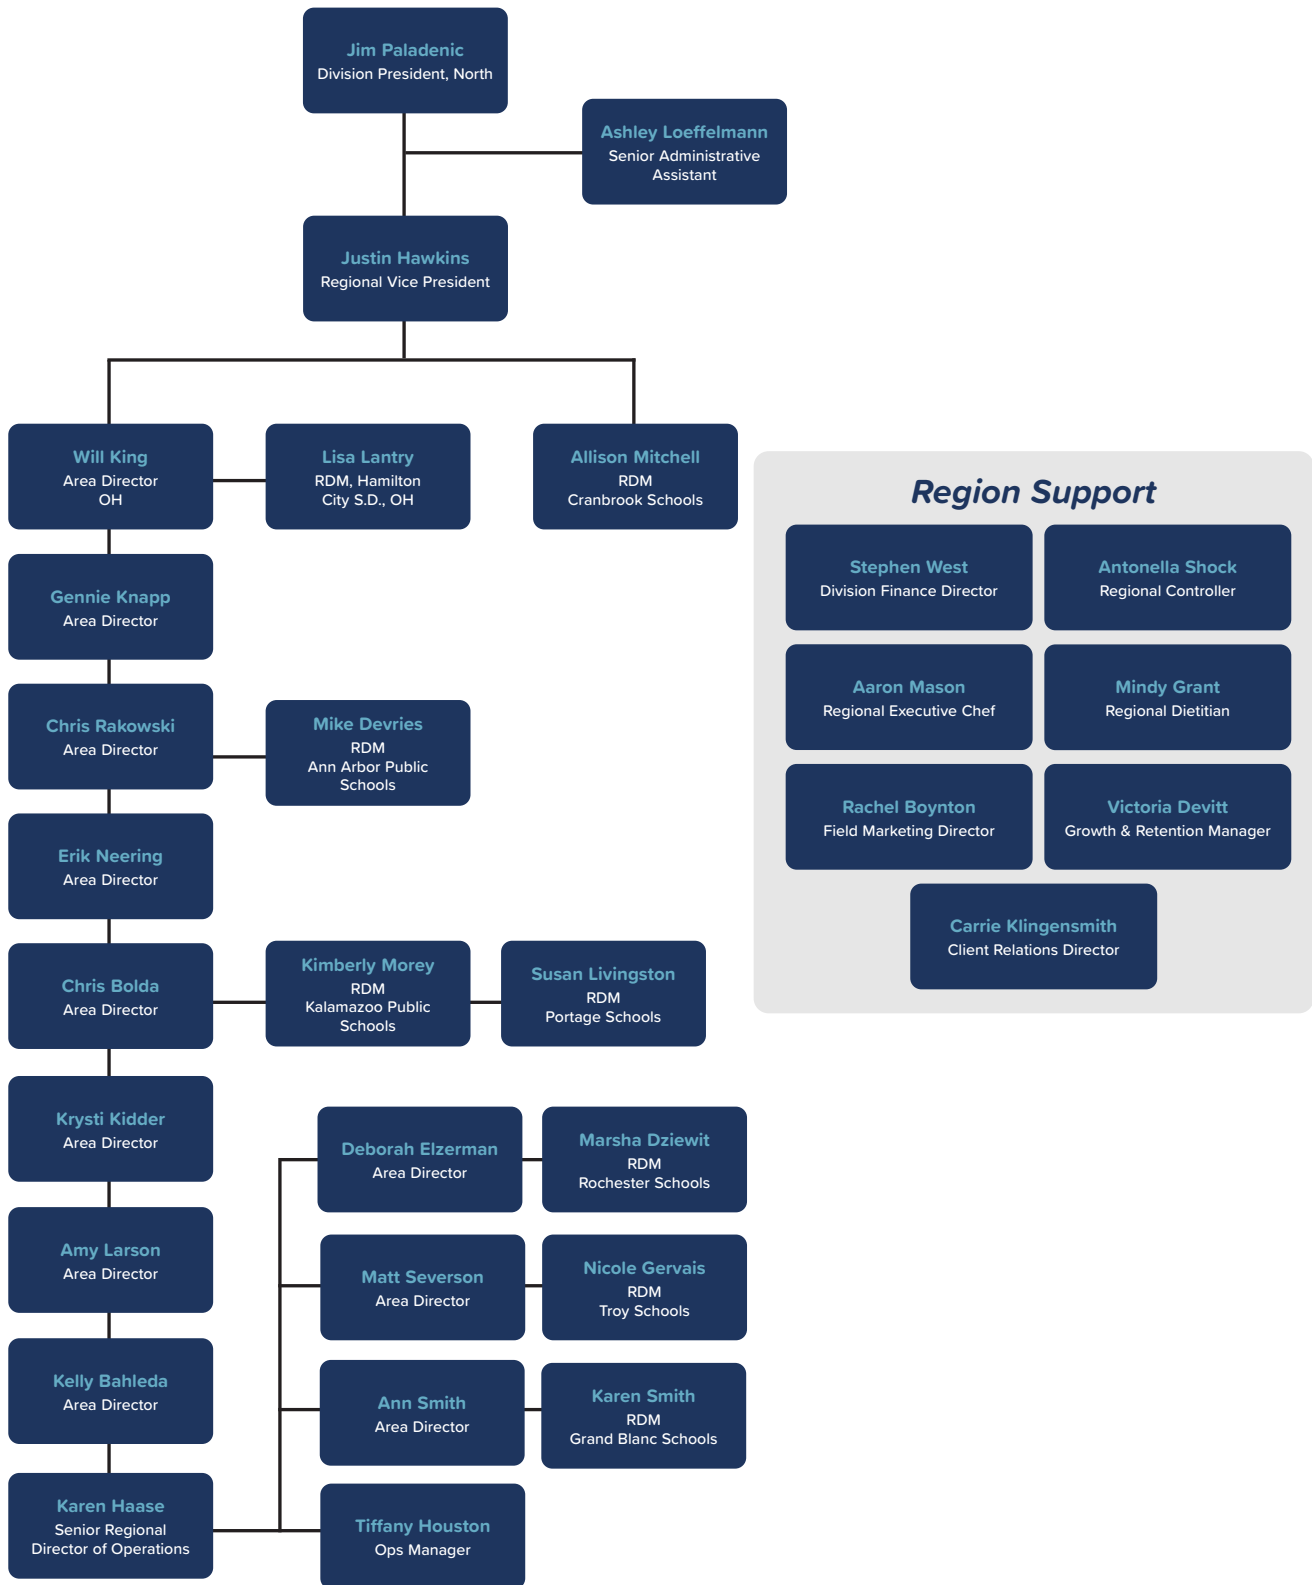 Jim Paladenic
Division President, North
Ashley Loeffelmann
Senior Administrative
Assistant
Justin Hawkins
Regional Vice President
Will King
Area Director
OH
Lisa Lantry
RDM, Hamilton
City S.D., OH
Allison Mitchell
RDM
Cranbrook Schools
Gennie Knapp
Area Director
Chris Rakowski
Area Director
Mike Devries
RDM
Ann Arbor Public
Schools
Erik Neering
Area Director
Chris Bolda
Area Director
Kimberly Morey
RDM
Kalamazoo Public
Schools
Susan Livingston
RDM
Portage Schools
Krysti Kidder
Area Director
Amy Larson
Area Director
Kelly Bahleda
Area Director
Karen Haase
Senior Regional
Director of Operations
Deborah Elzerman
Area Director
Marsha Dziewit
RDM
Rochester Schools
Matt Severson
Area Director
Nicole Gervais
RDM
Troy Schools
Ann Smith
Area Director
Karen Smith
RDM
Grand Blanc Schools
Tiffany Houston
Ops Manager
Region Support
Stephen West
Division Finance Director
Antonella Shock
Regional Controller
Aaron Mason
Regional Executive Chef
Mindy Grant
Regional Dietitian
Rachel Boynton
Field Marketing Director
Victoria Devitt
Growth & Retention Manager
Carrie Klingensmith
Client Relations Director